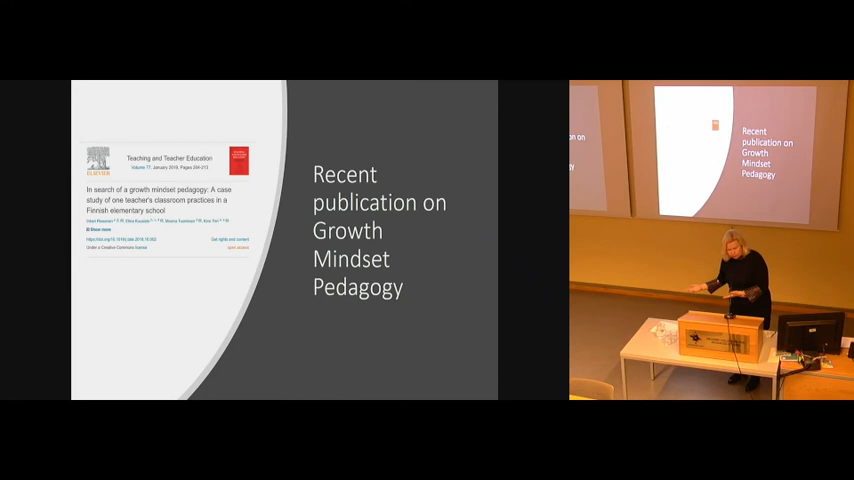 ELSEVIER
Teaching and Teacher Education
Volume 77, January 2019, Pages 204-213
In search of a growth mindset pedagogy: A case
study of one teacher's classroom practices in a
Finnish elementary school
Show more
Get rights and content
Under a Creative Commons license
open access
Recent
publication on
Growth
Mindset
Pedagogy
Recent
publication on
Growth
Mindset
Pedagogy